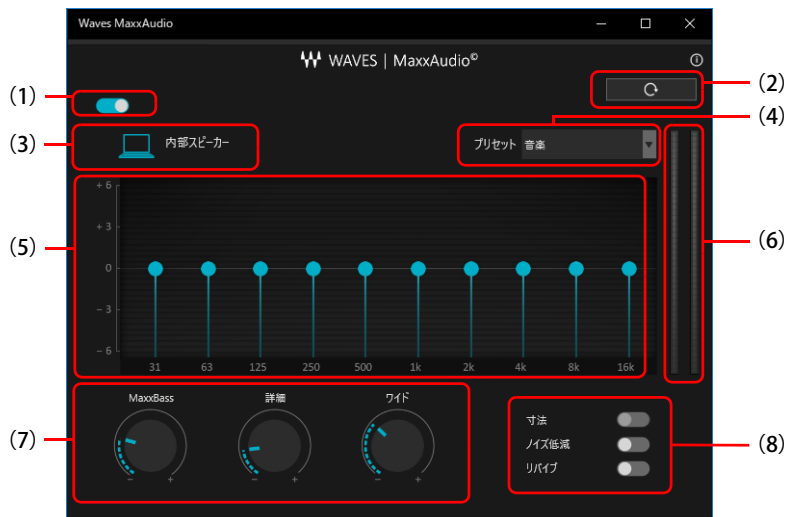 Waves MaxxAudio
WAVES | MaxxAudio©
(1)
(2)
(3)
内部スピーカー
(4)
プリセット 音楽
(5)
+ 6
+ 3
0
− 3
− 6
31 63 125 250 500 1k 2k 4k 8k 16k
(6)
(7)
MaxxBass 詳細 ワイド
− + − + − +
(8)
寸法
ノイズ低減
リバイブ